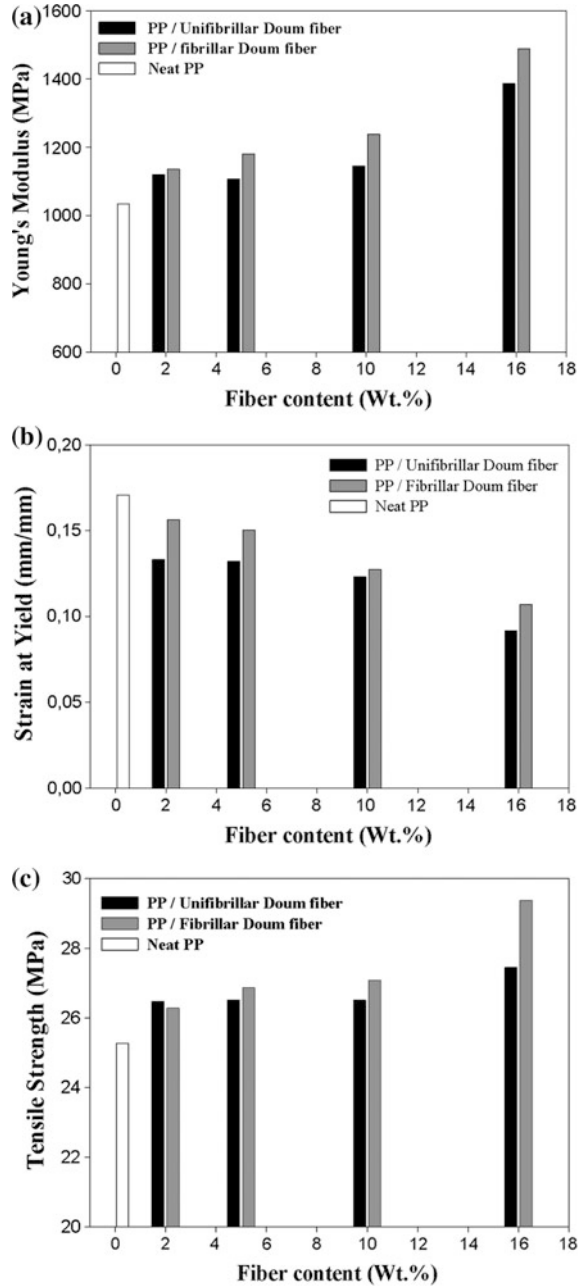 (a)
PP / Unifibrillar Doum fiber
PP / fibrillar Doum fiber
Neat PP
Young's Modulus (MPa)
1600
1400
1200
1000
800
600
0 2 4 6 8 10 12 14 16 18
Fiber content (Wt.%)
(b)
PP / Unifibrillar Doum fiber
PP / Fibrillar Doum fiber
Neat PP
Strain at Yield (mm/mm)
0,20
0,15
0,10
0,05
0,00
0 2 4 6 8 10 12 14 16 18
Fiber content (Wt.%)
(c)
PP / Unifibrillar Doum fiber
PP / Fibrillar Doum fiber
Neat PP
Tensile Strength (MPa)
30
28
26
24
22
20
0 2 4 6 8 10 12 14 16 18
Fiber content (Wt.%)